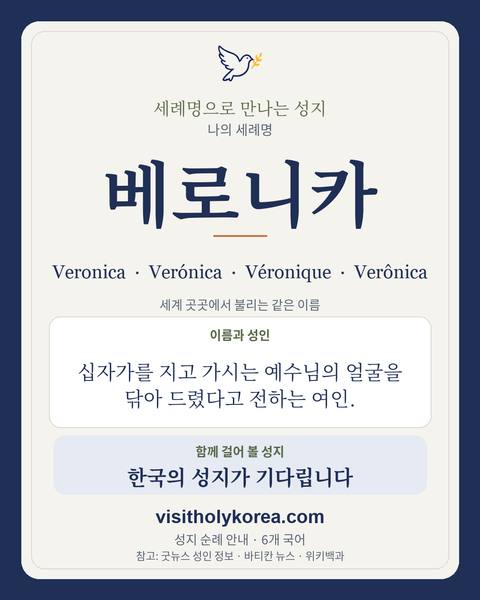 세례명으로 만나는 성지
나의 세례명
베로니카
Veronica · Verónica · Véronique · Verônica
세계 곳곳에서 불리는 같은 이름
이름과 성인
십자가를 지고 가시는 예수님의 얼굴을
닦아 드렸다고 전하는 여인.
함께 걸어 볼 성지
한국의 성지가 기다립니다
visitholykorea.com
성지 순례 안내 · 6개 국어
참고: 굿뉴스 성인 정보 · 바티칸 뉴스 · 위키백과